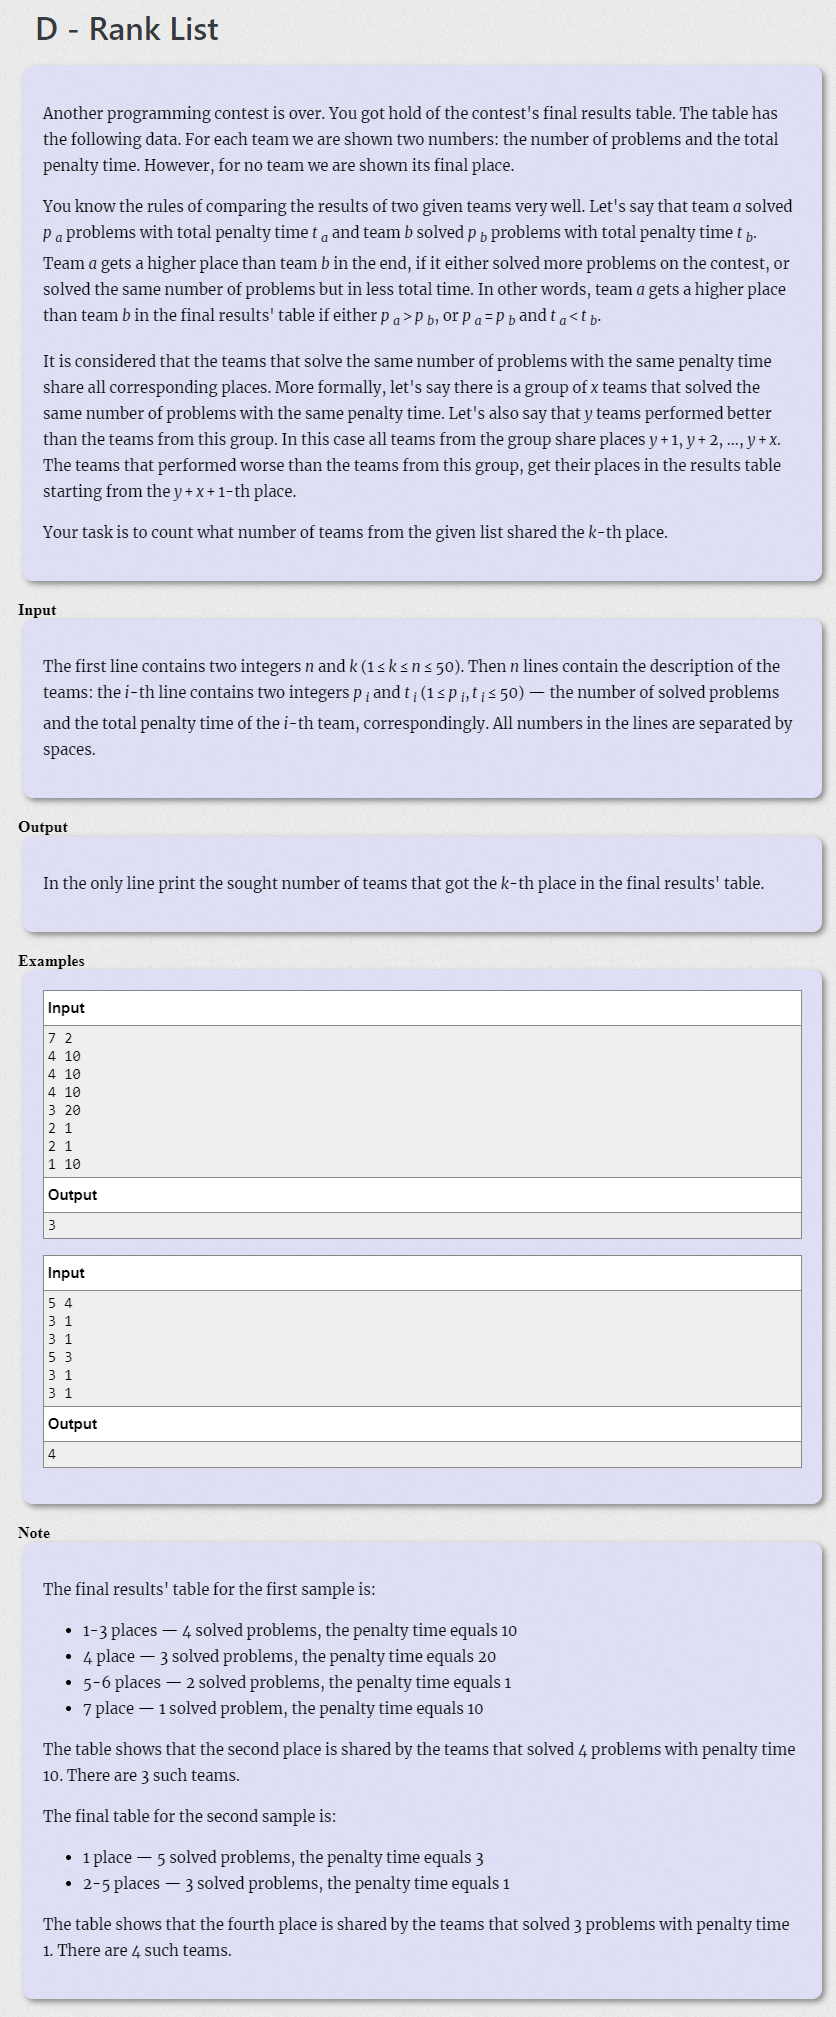 D - Rank List
Another programming contest is over. You got hold of the contest's final results table. The table has
the following data. For each team we are shown two numbers: the number of problems and the total
penalty time. However, for no team we are shown its final place.
You know the rules of comparing the results of two given teams very well. Let's say that team a solved
p a problems with total penalty time t a and team b solved p b problems with total penalty time t b.
Team a gets a higher place than team b in the end, if it either solved more problems on the contest, or
solved the same number of problems but in less total time. In other words, team a gets a higher place
than team b in the final results' table if either p a > p b, or p a = p b and t a < t b.
It is considered that the teams that solve the same number of problems with the same penalty time
share all corresponding places. More formally, let's say there is a group of x teams that solved the
same number of problems with the same penalty time. Let's also say that y teams performed better
than the teams from this group. In this case all teams from the group share places y + 1, y + 2, ..., y + x.
The teams that performed worse than the teams from this group, get their places in the results table
starting from the y + x + 1-th place.
Your task is to count what number of teams from the given list shared the k-th place.
Input
The first line contains two integers n and k (1 ≤ k ≤ n ≤ 50). Then n lines contain the description of the
teams: the i-th line contains two integers p i and t i (1 ≤ p i, t i ≤ 50) — the number of solved problems
and the total penalty time of the i-th team, correspondingly. All numbers in the lines are separated by
spaces.
Output
In the only line print the sought number of teams that got the k-th place in the final results' table.
Examples
Input
7 2
4 10
4 10
4 10
3 20
2 1
2 1
1 10
Output
3
Input
5 4
3 1
3 1
5 3
3 1
3 1
Output
4
Note
The final results' table for the first sample is:
• 1-3 places — 4 solved problems, the penalty time equals 10
• 4 place — 3 solved problems, the penalty time equals 20
• 5-6 places — 2 solved problems, the penalty time equals 1
• 7 place — 1 solved problem, the penalty time equals 10
The table shows that the second place is shared by the teams that solved 4 problems with penalty time
10. There are 3 such teams.
The final table for the second sample is:
• 1 place — 5 solved problems, the penalty time equals 3
• 2-5 places — 3 solved problems, the penalty time equals 1
The table shows that the fourth place is shared by the teams that solved 3 problems with penalty time
1. There are 4 such teams.